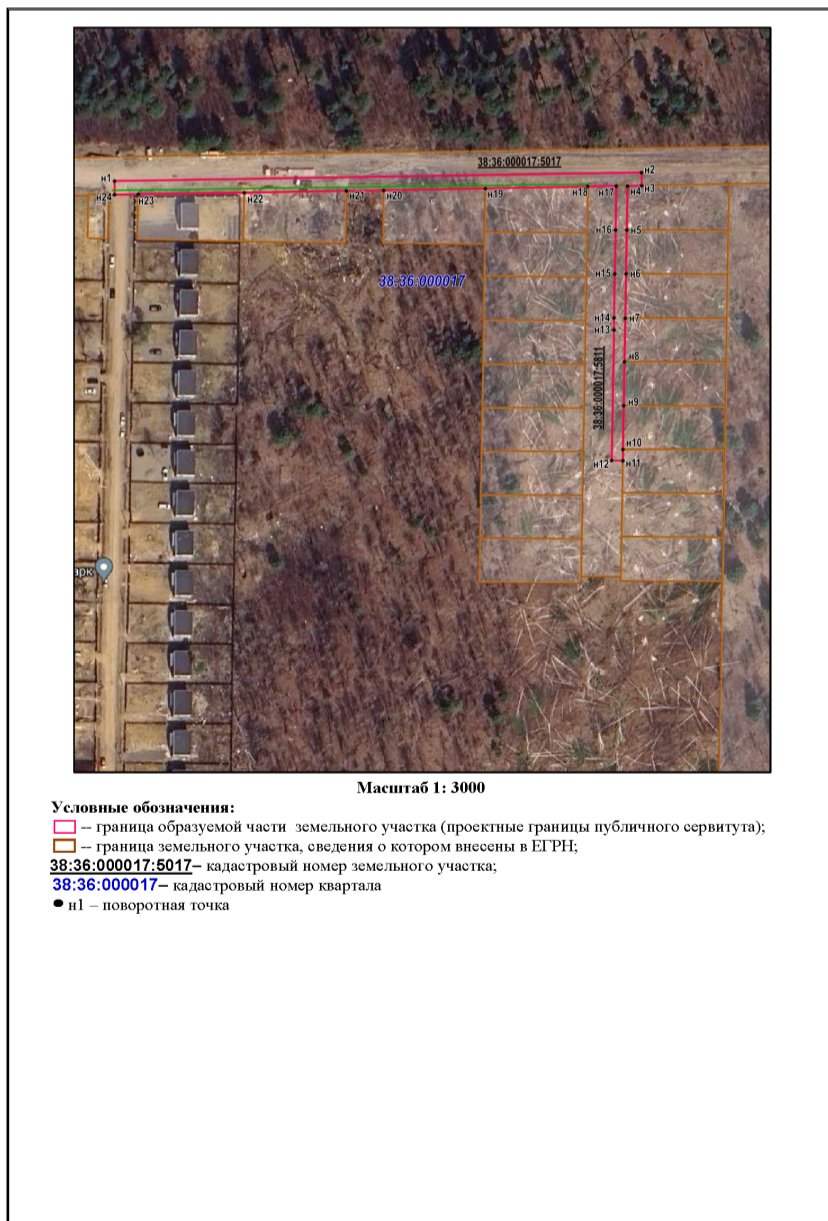 38:36:000017:5017
н1
н2
н24
н23
н22
н21
н20
н19
н18
н17
н4
н3
н16
н5
38:36:000017
н15
н6
н14
н7
н13
38:36:000017:5811
н8
н9
н10
н12
н11
арк
Масштаб 1: 3000
Условные обозначения:
-- граница образуемой части земельного участка (проектные границы публичного сервитута);
-- граница земельного участка, сведения о котором внесены в ЕГРН;
38:36:000017:5017– кадастровый номер земельного участка;
38:36:000017– кадастровый номер квартала
● н1 – поворотная точка